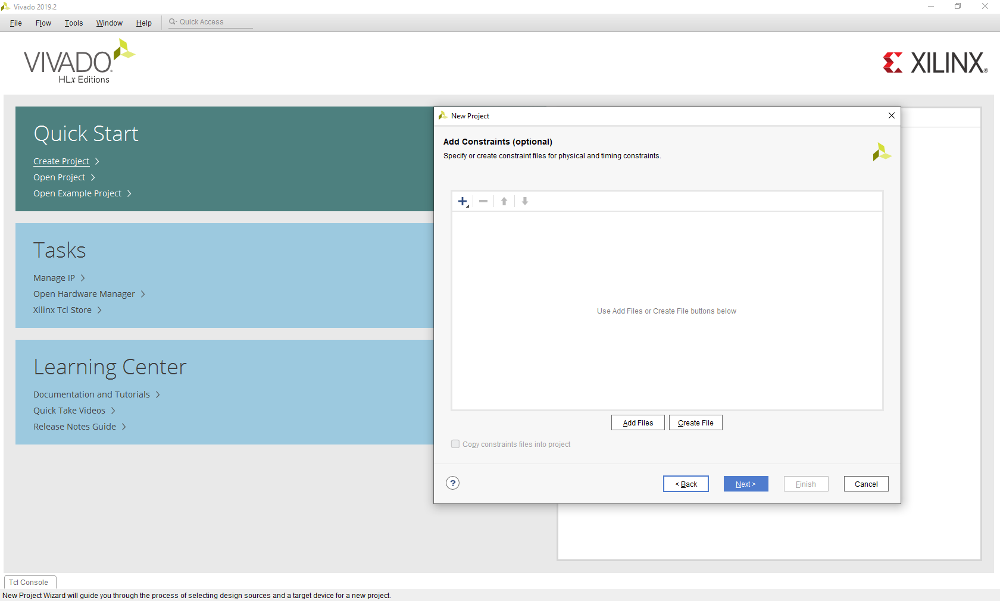 Vivado 2019.2
File Flow Tools Window Help Quick Access
VIVADO.
HLx Editions
XILINX®
Quick Start
Create Project
Open Project
Open Example Project
Tasks
Manage IP
Open Hardware Manager
Xilinx Tcl Store
Learning Center
Documentation and Tutorials
Quick Take Videos
Release Notes Guide
New Project
Add Constraints (optional)
Specify or create constraint files for physical and timing constraints.
Use Add Files or Create File buttons below
Add Files Create File
Copy constraints files into project
? < Back Next > Finish Cancel
Tcl Console
New Project Wizard will guide you through the process of selecting design sources and a target device for a new project.